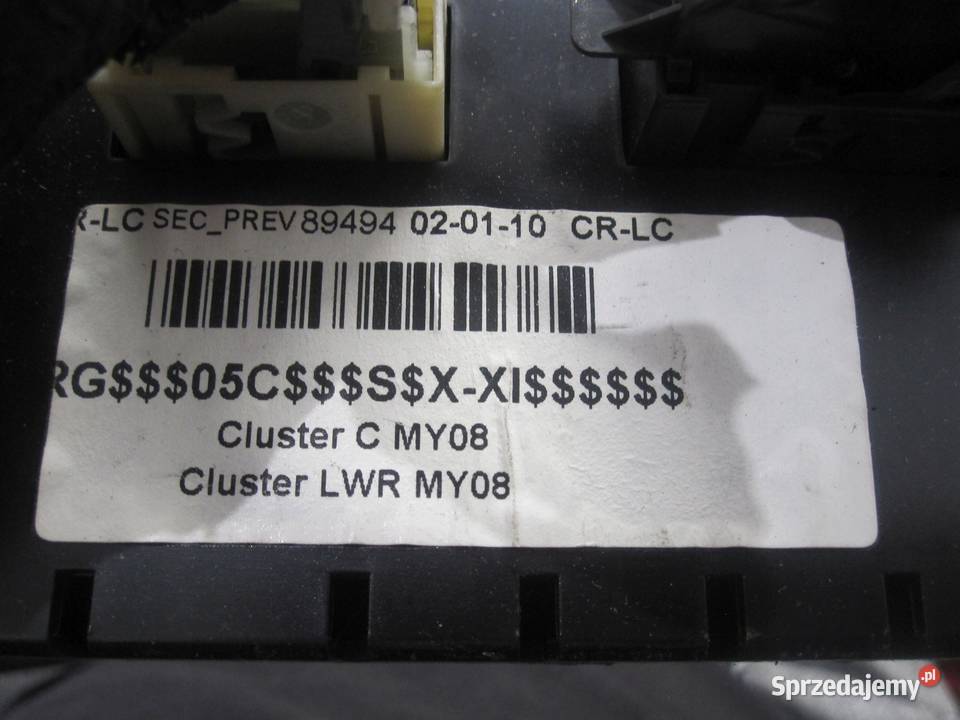 R-LC SEC_PREV 89494 02-01-10 CR-LC
RG$$$05C$$$S$X-XI$$$$$$
Cluster C MY08
Cluster LWR MY08
Sprzedajemy.pl